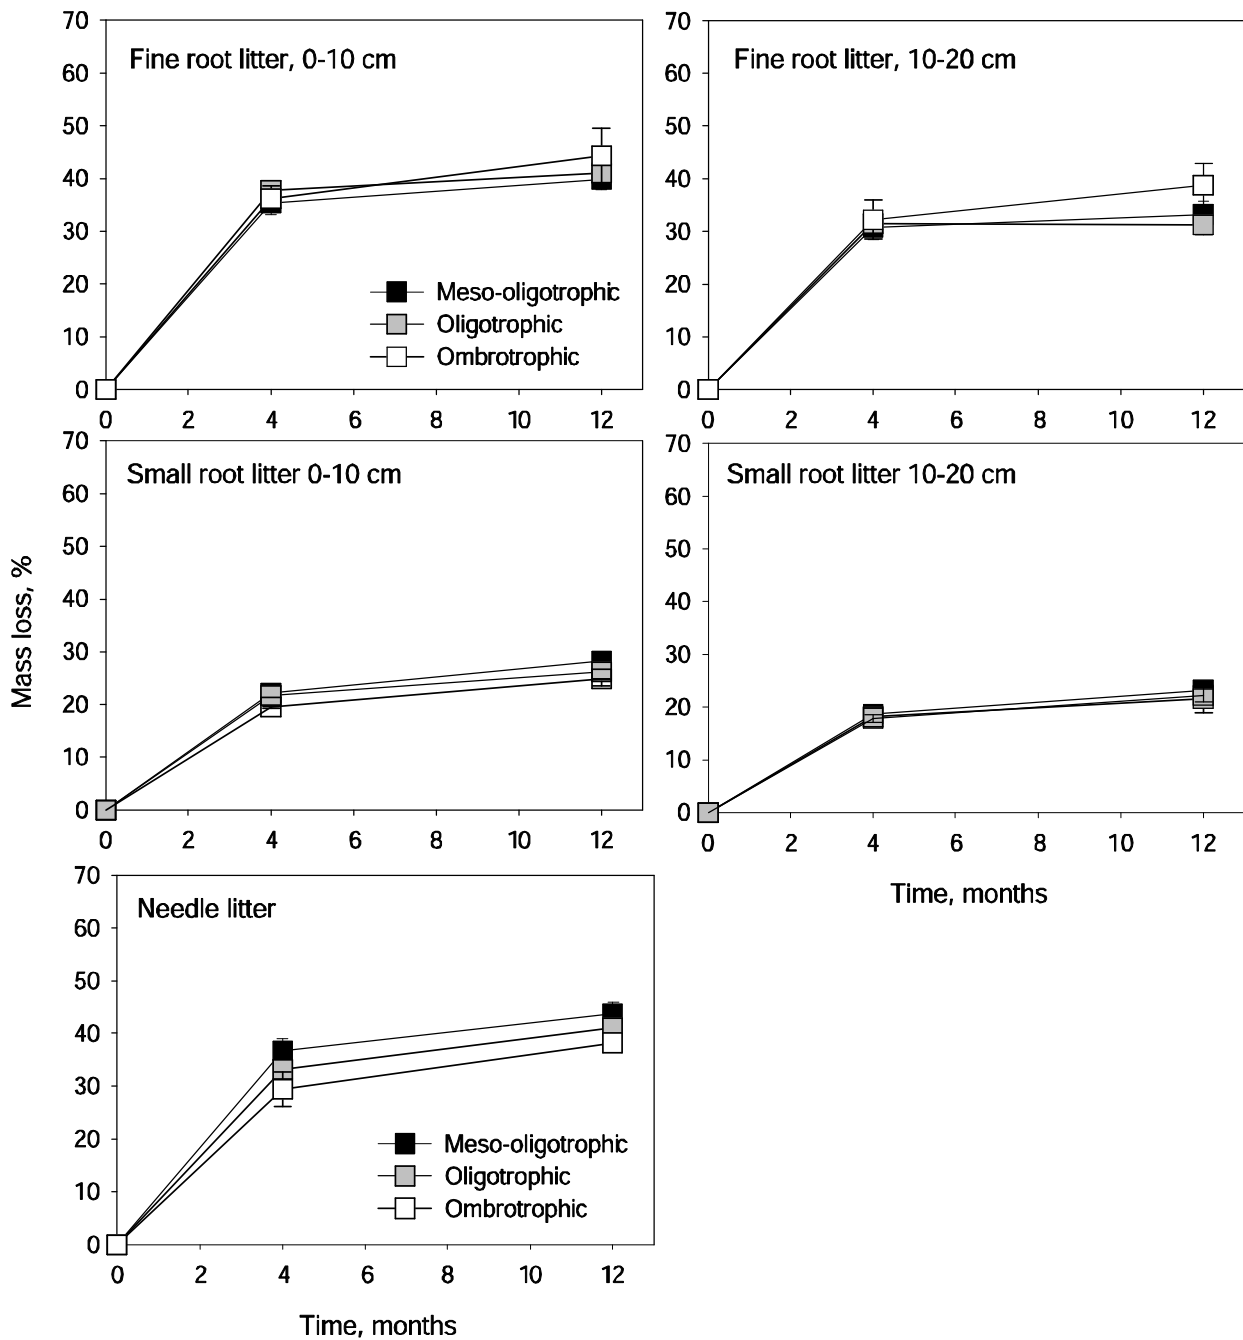 70
60
50
40
30
20
10
0
Fine root litter, 0-10 cm
Meso-oligotrophic
Oligotrophic
Ombrotrophic
0 2 4 6 8 10 12
70
60
50
40
30
20
10
0
Fine root litter, 10-20 cm
0 2 4 6 8 10 12
Mass loss, %
70
60
50
40
30
20
10
0
Small root litter 0-10 cm
0 2 4 6 8 10 12
70
60
50
40
30
20
10
0
Small root litter 10-20 cm
0 2 4 6 8 10 12
Time, months
70
60
50
40
30
20
10
0
Needle litter
Meso-oligotrophic
Oligotrophic
Ombrotrophic
0 2 4 6 8 10 12
Time, months